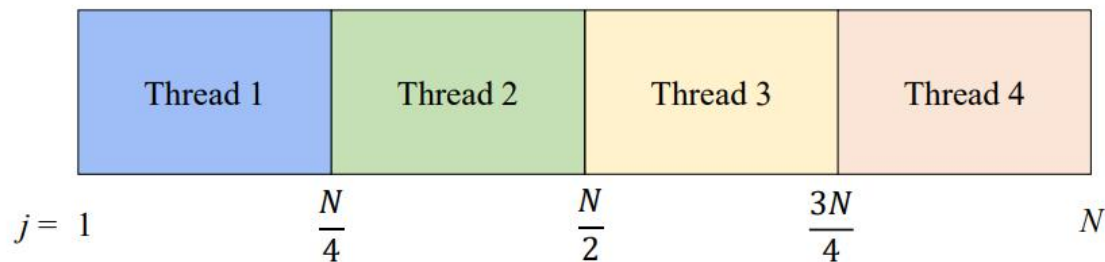 Thread 1 Thread 2 Thread 3 Thread 4
j = 1 N/4 N/2 3N/4 N